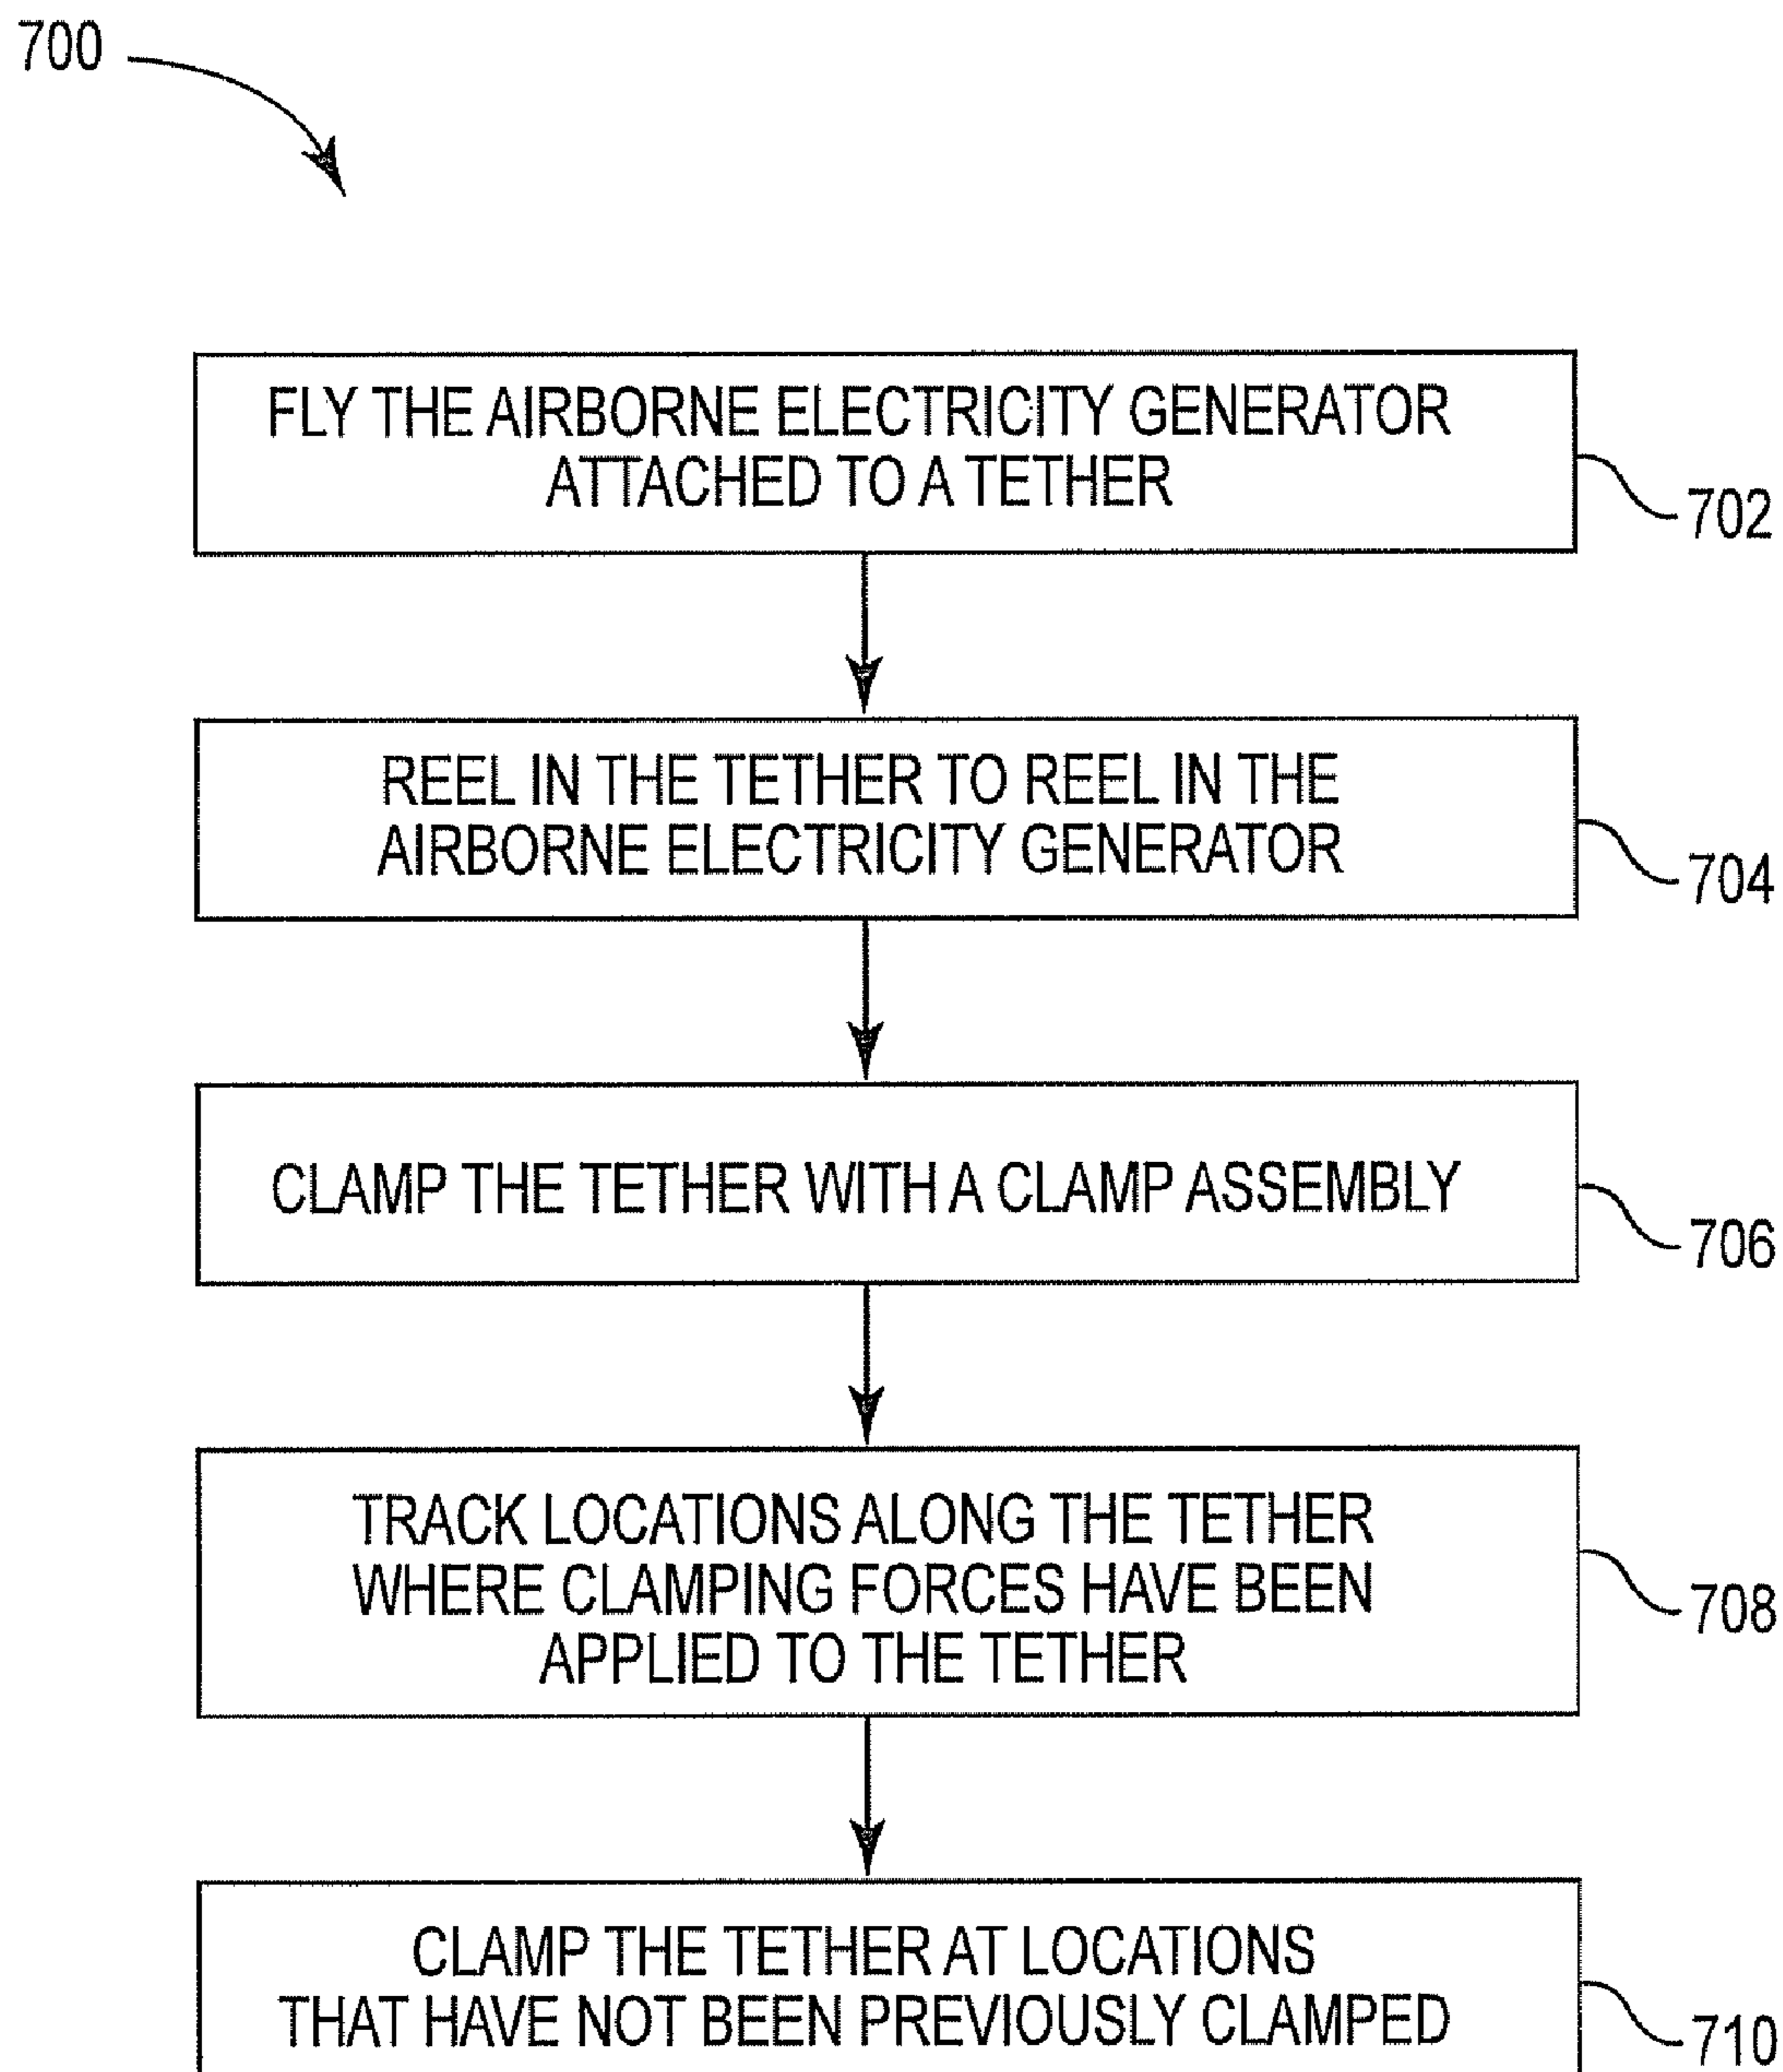 700
FLY THE AIRBORNE ELECTRICITY GENERATOR
ATTACHED TO A TETHER
702
REEL IN THE TETHER TO REEL IN THE
AIRBORNE ELECTRICITY GENERATOR
704
CLAMP THE TETHER WITH A CLAMP ASSEMBLY
706
TRACK LOCATIONS ALONG THE TETHER
WHERE CLAMPING FORCES HAVE BEEN
APPLIED TO THE TETHER
708
CLAMP THE TETHER AT LOCATIONS
THAT HAVE NOT BEEN PREVIOUSLY CLAMPED
710